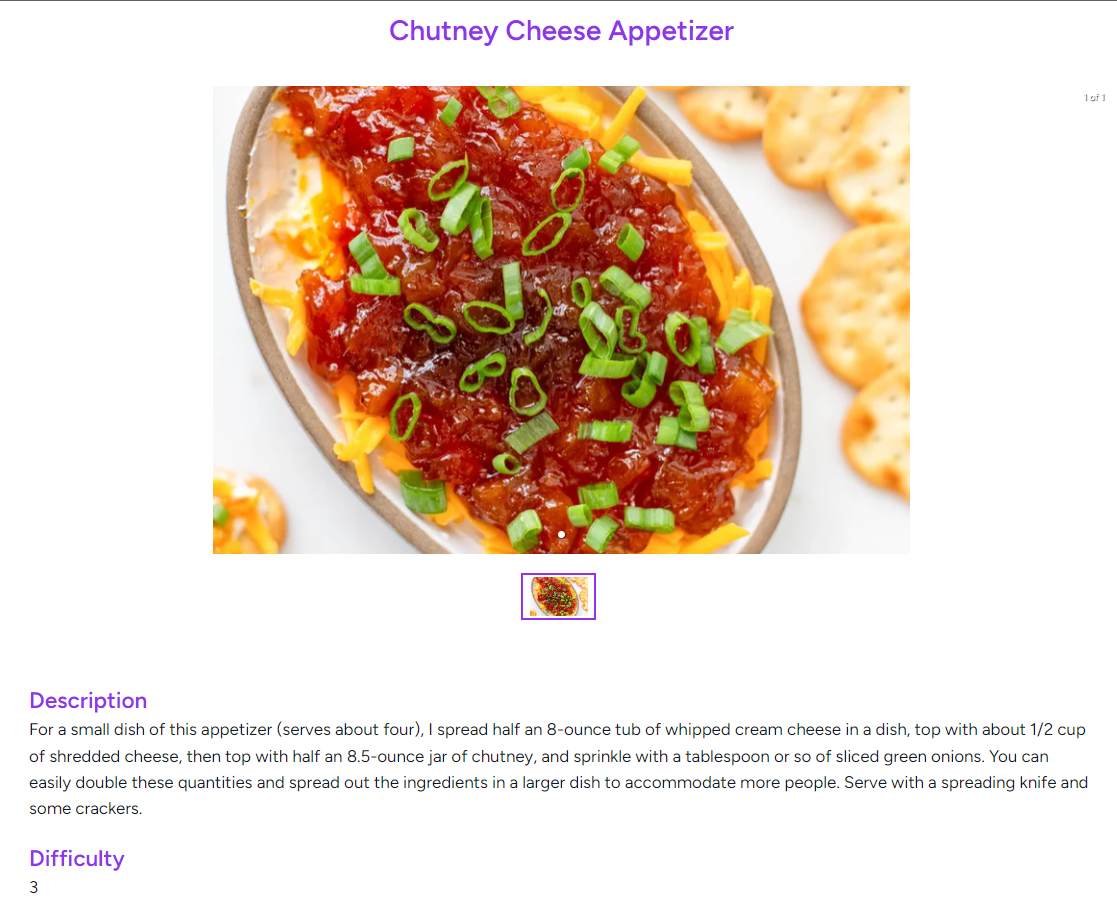 Chutney Cheese Appetizer
1 of 1
Description
For a small dish of this appetizer (serves about four), I spread half an 8-ounce tub of whipped cream cheese in a dish, top with about 1/2 cup
of shredded cheese, then top with half an 8.5-ounce jar of chutney, and sprinkle with a tablespoon or so of sliced green onions. You can
easily double these quantities and spread out the ingredients in a larger dish to accommodate more people. Serve with a spreading knife and
some crackers.
Difficulty
3